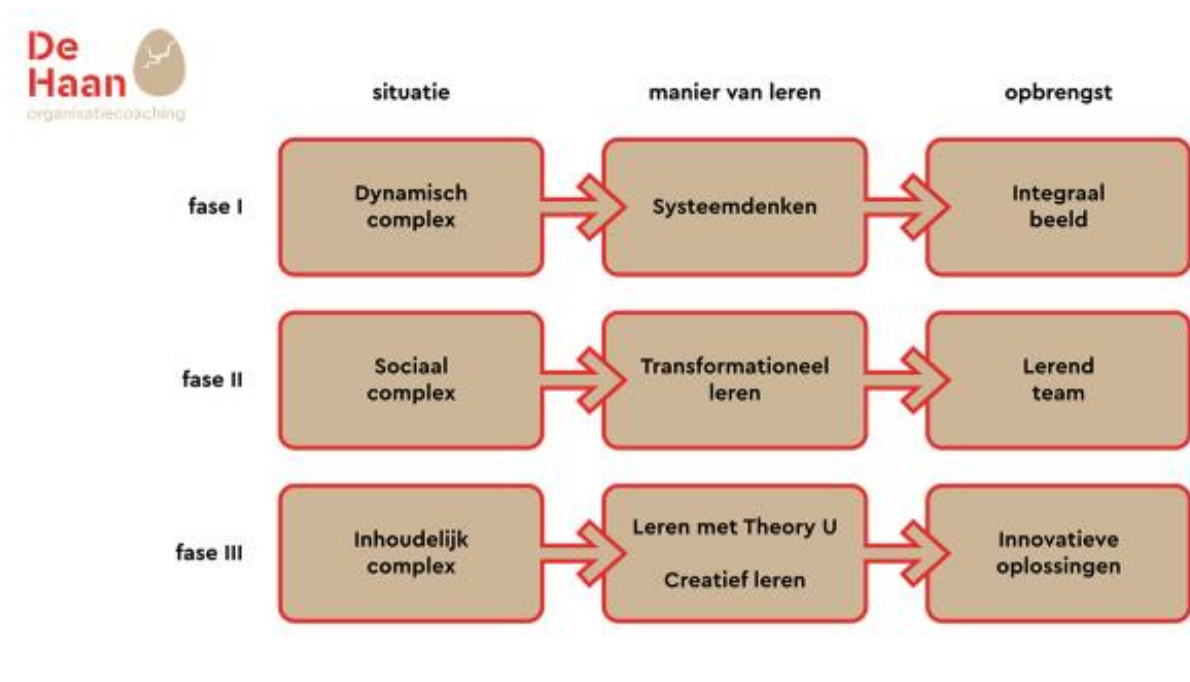 De
Haan
organisatiecoaching
situatie
manier van leren
opbrengst
fase I
Dynamisch
complex
Systeemdenken
Integraal
beeld
fase II
Sociaal
complex
Transformationeel
leren
Lerend
team
fase III
Inhoudelijk
complex
Leren met Theory U
Creatief leren
Innovatieve
oplossingen